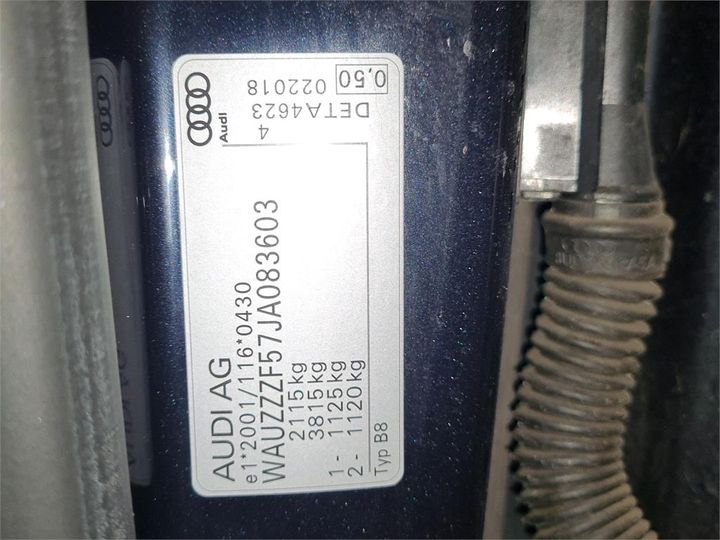 AUDI AG
e1*2001/116*0430
WAUZZZF57JA083603
2115kg
3815kg
1 - 1125kg
2 - 1120kg
Typ B8
Audi
4
DETA4623
022018
0,50